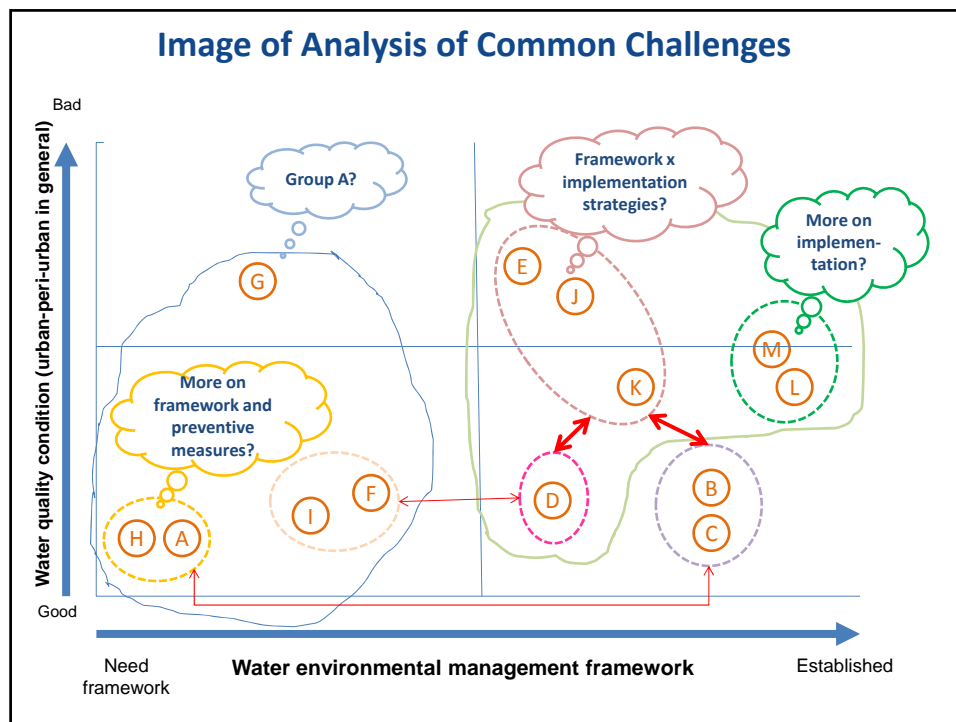 Image of Analysis of Common Challenges
Bad
Water quality condition (urban-peri-urban in general)
Good
Group A?
Framework x
implementation
strategies?
More on
implemen-
tation?
G
E
J
M
L
K
More on
framework and
preventive
measures?
H
A
I
F
D
B
C
Need
framework
Water environmental management framework
Established